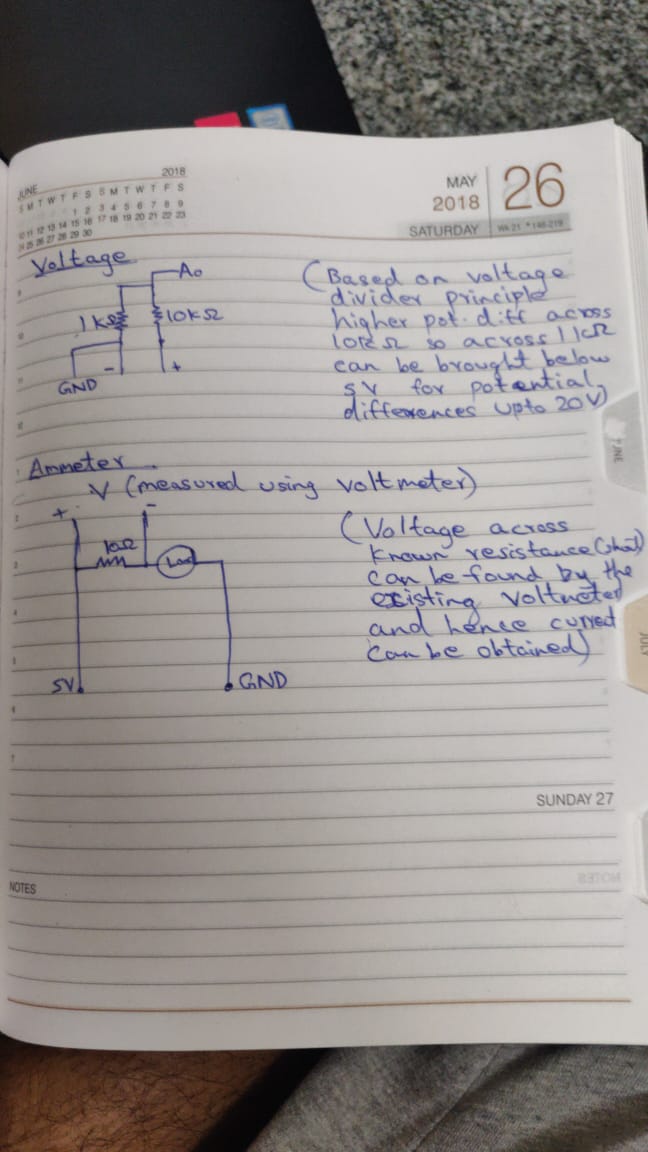 2018
JUNE
S M T W T F S S M T W T F S
1 2 3 4 5 6 7 8 9
10 11 12 13 14 15 16 17 18 19 20 21 22 23
24 25 26 27 28 29 30
MAY
2018
26
SATURDAY
Wk 21 * 146-219
Voltage
A0
1kΩ
10kΩ
- +
GND
(Based on voltage
divider principle
higher pot. diff across
10kΩ so across 1kΩ
can be brought below
5V for potential
differences upto 20V)
Ammeter
V (measured using voltmeter)
+ -
10Ω
Load
5V
GND
(Voltage across
known resistance
can be found by the
existing voltmeter
and hence current
can be obtained)
JUNE
JULY
SUNDAY 27
NOTES
NOTES